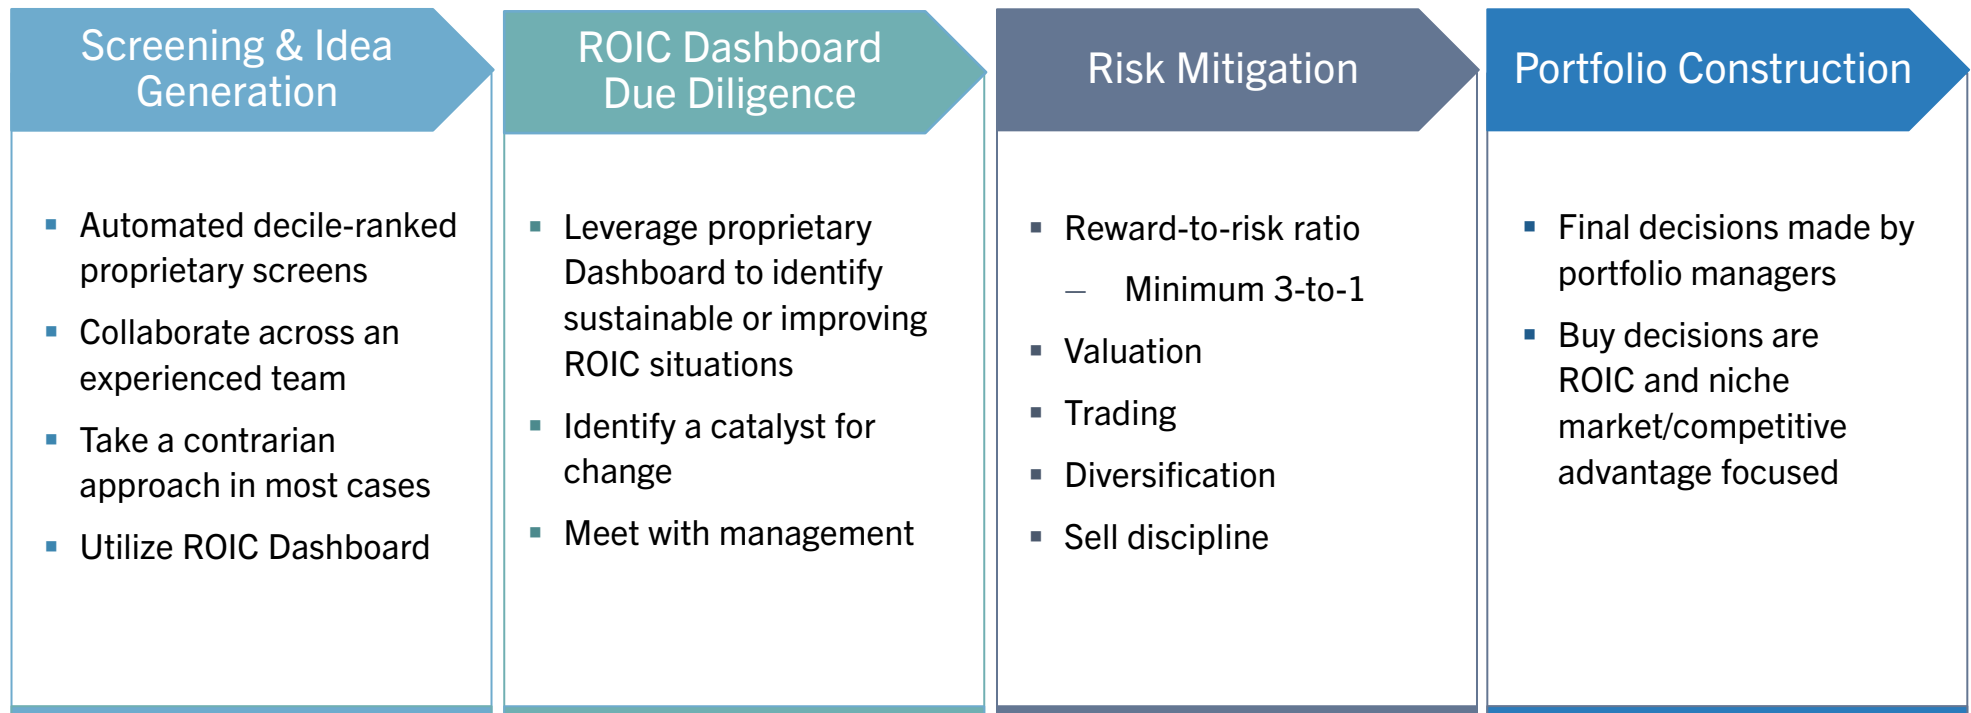 Screening & Idea
Generation
▪ Automated decile-ranked
proprietary screens
▪ Collaborate across an
experienced team
▪ Take a contrarian
approach in most cases
▪ Utilize ROIC Dashboard
ROIC Dashboard
Due Diligence
▪ Leverage proprietary
Dashboard to identify
sustainable or improving
ROIC situations
▪ Identify a catalyst for
change
▪ Meet with management
Risk Mitigation
▪ Reward-to-risk ratio
– Minimum 3-to-1
▪ Valuation
▪ Trading
▪ Diversification
▪ Sell discipline
Portfolio Construction
▪ Final decisions made by
portfolio managers
▪ Buy decisions are
ROIC and niche
market/competitive
advantage focused